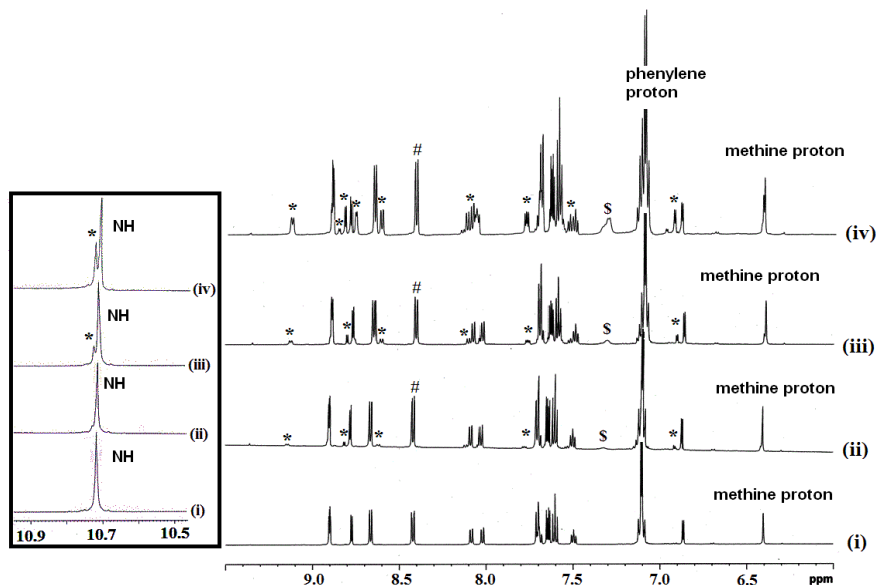 phenylene
proton
#
methine proton
*
*
*
*
*
*
*
$
*
(iv)
*
NH
(iv)
methine proton
#
*
*
*
*
*
$
*
(iii)
*
NH
(iii)
methine proton
#
*
*
*
*
$
*
(ii)
NH
(ii)
methine proton
NH
(i)
(i)
10.9 10.7 10.5
9.0 8.5 8.0 7.5 7.0 6.5 ppm